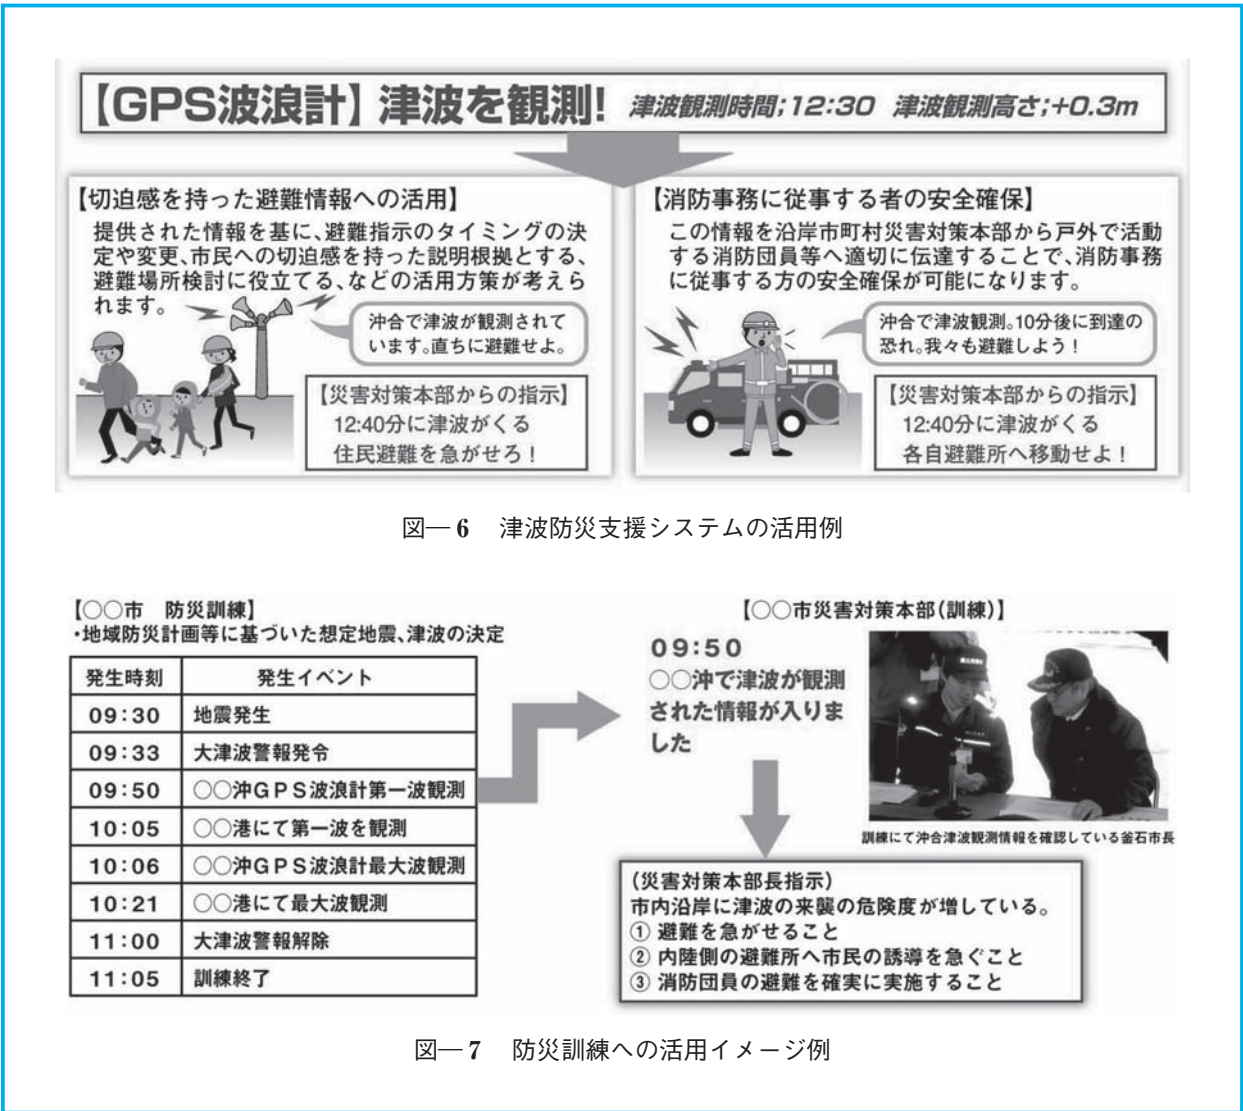 【GPS波浪計】津波を観測! 津波観測時間;12:30 津波観測高さ;+0.3m
【切迫感を持った避難情報への活用】
提供された情報を基に、避難指示のタイミングの決
定や変更、市民への切迫感を持った説明根拠とする、
避難場所検討に役立てる、などの活用方策が考えら
れます。
沖合で津波が観測されて
います。直ちに避難せよ。
【災害対策本部からの指示】
12:40分に津波がくる
住民避難を急がせろ!
【消防事務に従事する者の安全確保】
この情報を沿岸市町村災害対策本部から戸外で活動
する消防団員等へ適切に伝達することで、消防事務
に従事する方の安全確保が可能になります。
沖合で津波観測。10分後に到達の
恐れ。我々も避難しよう!
【災害対策本部からの指示】
12:40分に津波がくる
各自避難所へ移動せよ!
図―6 津波防災支援システムの活用例
【○○市 防災訓練】
・地域防災計画等に基づいた想定地震、津波の決定
発生時刻 発生イベント
09:30 地震発生
09:33 大津波警報発令
09:50 ○○沖GPS波浪計第一波観測
10:05 ○○港にて第一波を観測
10:06 ○○沖GPS波浪計最大波観測
10:21 ○○港にて最大波観測
11:00 大津波警報解除
11:05 訓練終了
【○○市災害対策本部(訓練)】
09:50
○○沖で津波が観測
された情報が入りま
した
訓練にて沖合津波観測情報を確認している釜石市長
(災害対策本部長指示)
市内沿岸に津波の来襲の危険度が増している。
① 避難を急がせること
② 内陸側の避難所へ市民の誘導を急ぐこと
③ 消防団員の避難を確実に実施すること
図―7 防災訓練への活用イメージ例